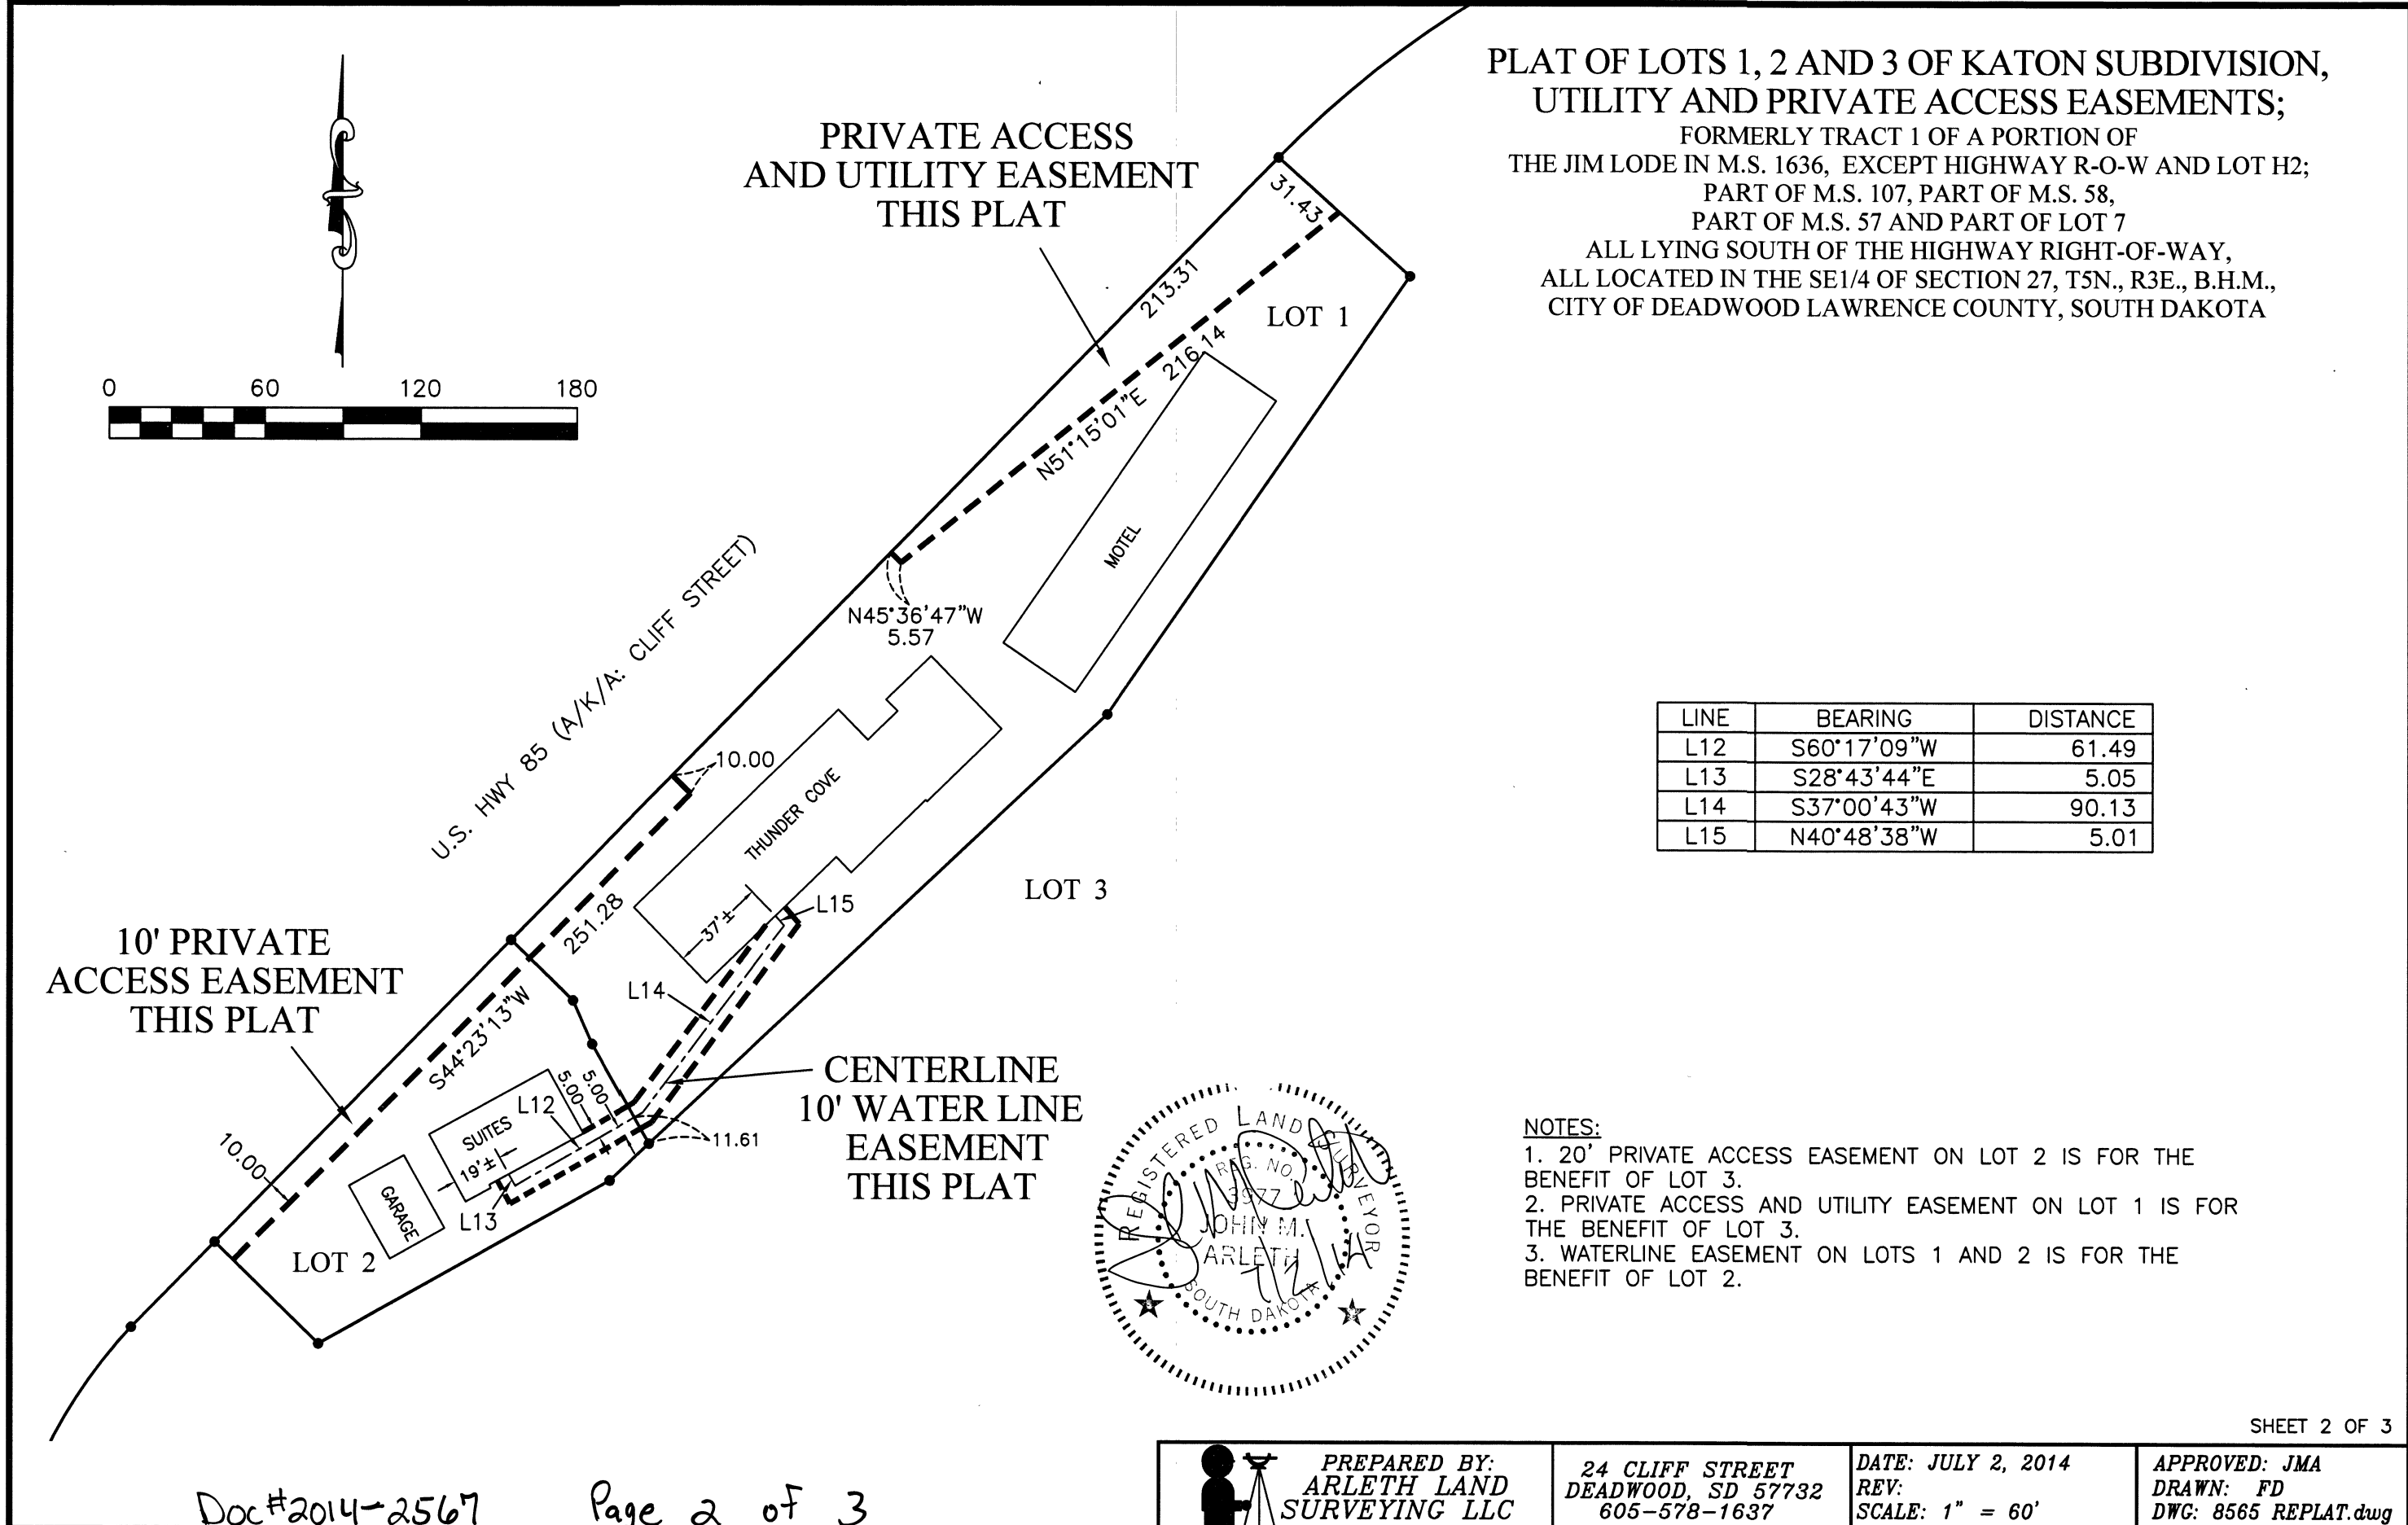 PLAT OF LOTS 1, 2 AND 3 OF KATON SUBDIVISION,
UTILITY AND PRIVATE ACCESS EASEMENTS;
FORMERLY TRACT 1 OF A PORTION OF
THE JIM LODE IN M.S. 1636, EXCEPT HIGHWAY R-O-W AND LOT H2;
PART OF M.S. 107, PART OF M.S. 58,
PART OF M.S. 57 AND PART OF LOT 7
ALL LYING SOUTH OF THE HIGHWAY RIGHT-OF-WAY,
ALL LOCATED IN THE SE1/4 OF SECTION 27, T5N., R3E., B.H.M.,
CITY OF DEADWOOD LAWRENCE COUNTY, SOUTH DAKOTA
PRIVATE ACCESS
AND UTILITY EASEMENT
THIS PLAT
0 60 120 180
31.43
213.31
LOT 1
N51°15'01"E 216.14
MOTEL
N45°36'47"W
5.57
U.S. HWY 85 (A/K/A: CLIFF STREET)
10.00
THUNDER COVE
LINE BEARING DISTANCE
L12 S60°17'09"W 61.49
L13 S28°43'44"E 5.05
L14 S37°00'43"W 90.13
L15 N40°48'38"W 5.01
LOT 3
L15
37'±
251.28
10' PRIVATE
ACCESS EASEMENT
THIS PLAT
L14
S44°23'13"W
CENTERLINE
10' WATER LINE
EASEMENT
THIS PLAT
5.00
5.00
L12
SUITES
11.61
19'±
10.00
GARAGE
L13
LOT 2
REGISTERED LAND SURVEYOR
REG. NO.
3977
JOHN M.
ARLETH
7/2/14
SOUTH DAKOTA
NOTES:
1. 20' PRIVATE ACCESS EASEMENT ON LOT 2 IS FOR THE
BENEFIT OF LOT 3.
2. PRIVATE ACCESS AND UTILITY EASEMENT ON LOT 1 IS FOR
THE BENEFIT OF LOT 3.
3. WATERLINE EASEMENT ON LOTS 1 AND 2 IS FOR THE
BENEFIT OF LOT 2.
SHEET 2 OF 3
Doc#2014-2567 Page 2 of 3
PREPARED BY:
ARLETH LAND
SURVEYING LLC
24 CLIFF STREET
DEADWOOD, SD 57732
605-578-1637
DATE: JULY 2, 2014
REV:
SCALE: 1" = 60'
APPROVED: JMA
DRAWN: FD
DWG: 8565 REPLAT.dwg